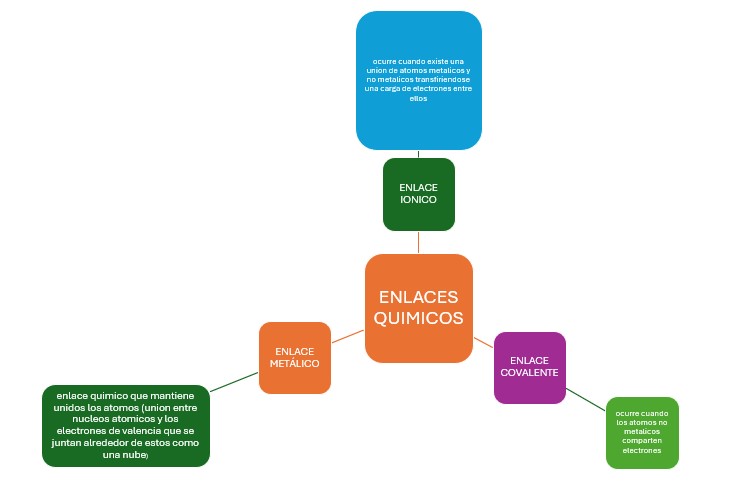 ocurre cuando existe una
union de atomos metalicos y
no metalicos transfiriendose
una carga de electrones entre
ellos
ENLACE
IONICO
ENLACES
QUIMICOS
ENLACE
METÁLICO
ENLACE
COVALENTE
enlace quimico que mantiene
unidos los atomos (union entre
nucleos atomicos y los
electrones de valencia que se
juntan alrededor de estos como
una nube)
ocurre cuando
los atomos no
metalicos
comparten
electrones